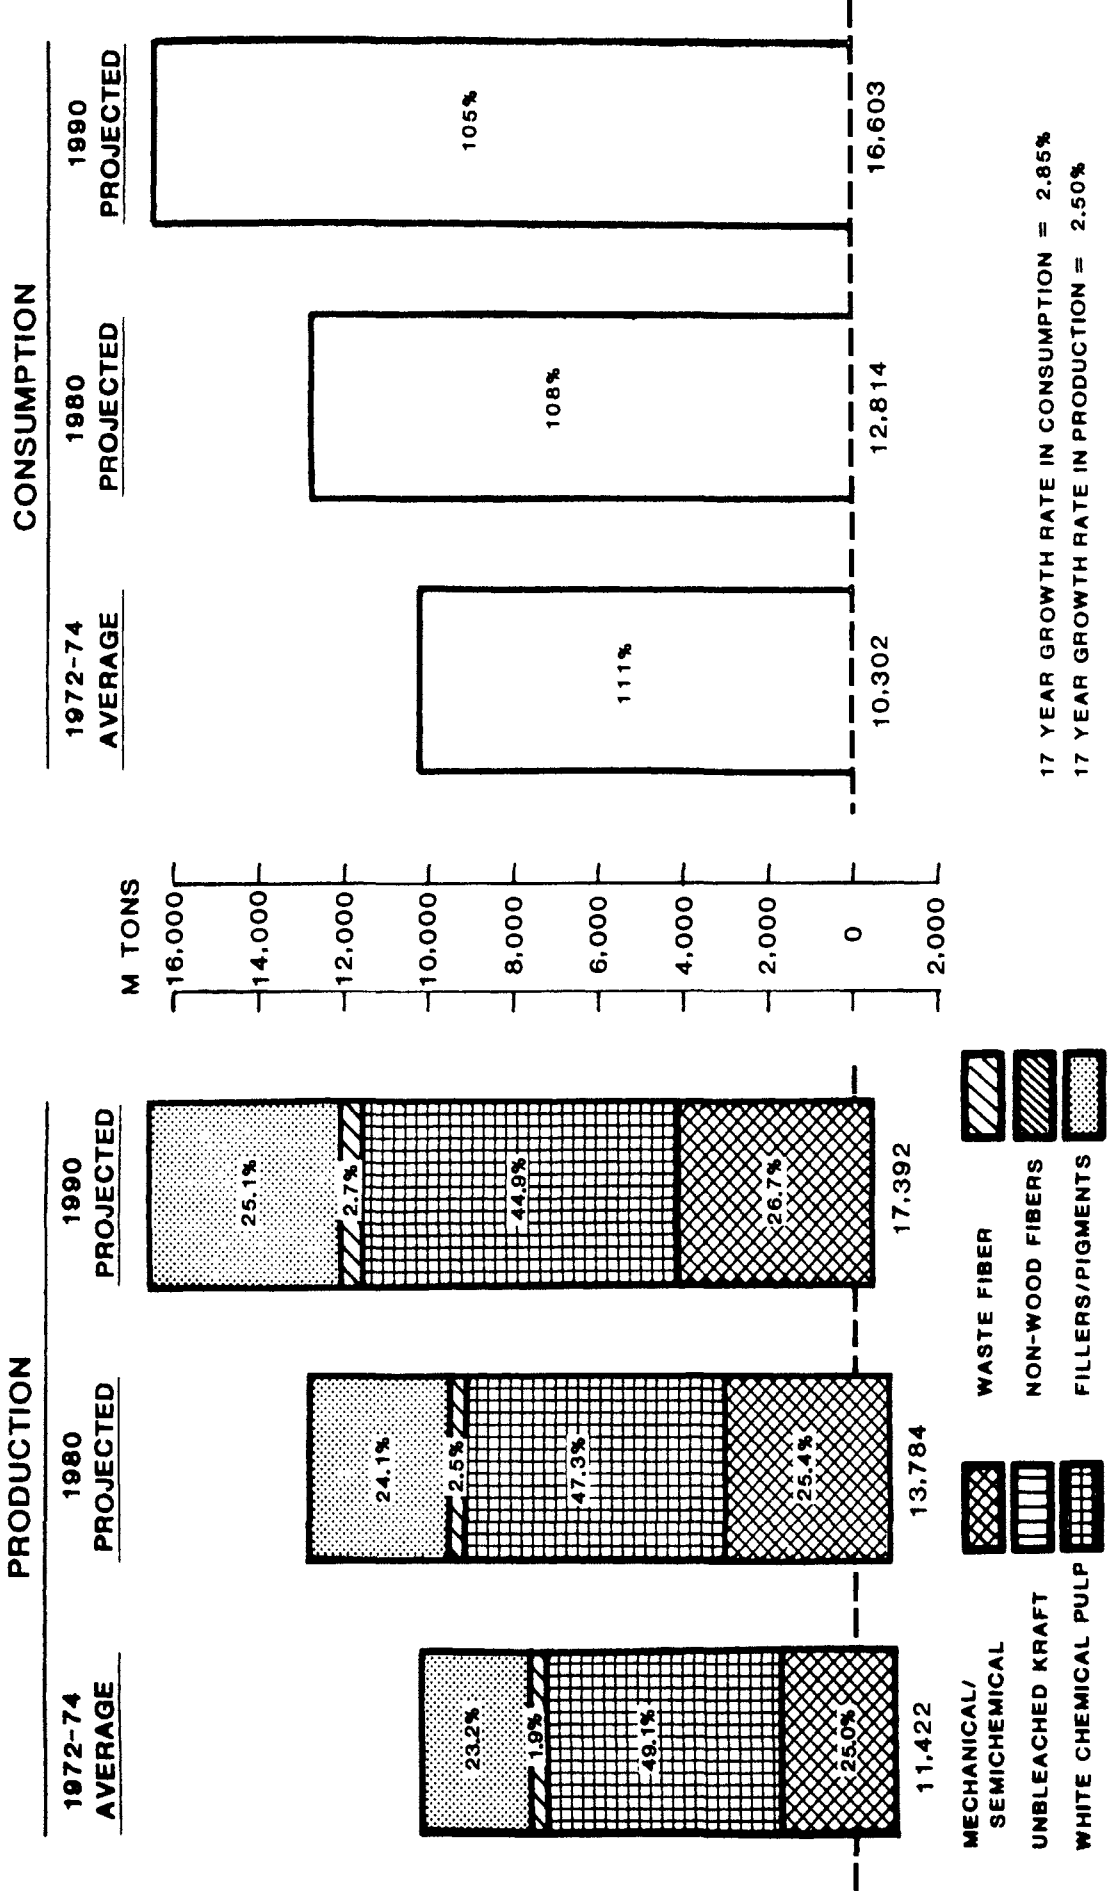 PRODUCTION
1972-74
AVERAGE
1980
PROJECTED
1990
PROJECTED
23.2%
1.9%
49.1%
25.0%
11,422
24.1%
2.5%
47.3%
25.4%
13,784
25.1%
2.7%
44.9%
26.7%
17,392
M TONS
16,000
14,000
12,000
10,000
8,000
6,000
4,000
2,000
0
2,000
CONSUMPTION
1972-74
AVERAGE
1980
PROJECTED
1990
PROJECTED
111%
10,302
108%
12,814
105%
16,603
MECHANICAL/
SEMICHEMICAL
UNBLEACHED KRAFT
WHITE CHEMICAL PULP
WASTE FIBER
NON-WOOD FIBERS
FILLERS/PIGMENTS
17 YEAR GROWTH RATE IN CONSUMPTION = 2.85%
17 YEAR GROWTH RATE IN PRODUCTION = 2.50%